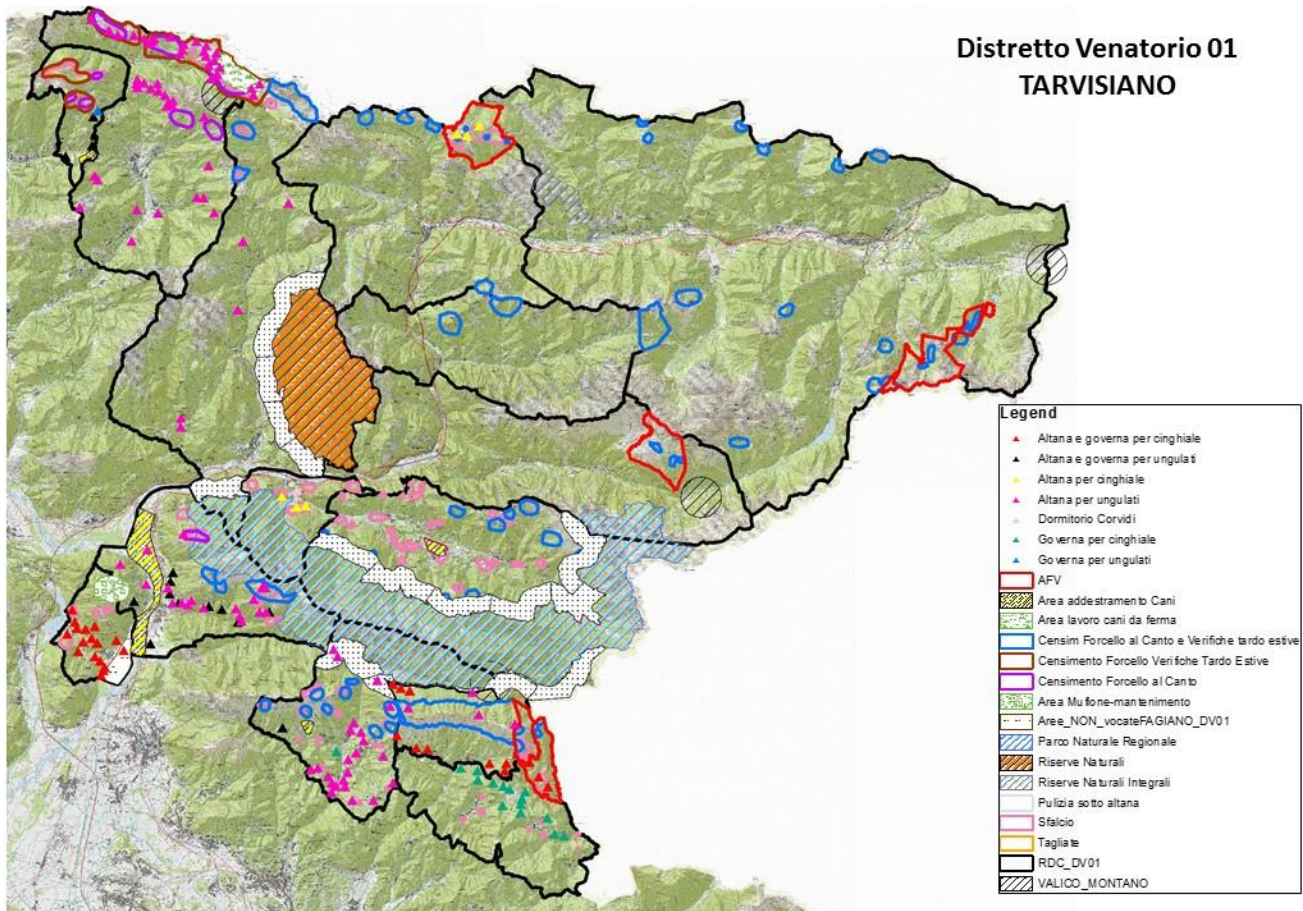 Distretto Venatorio 01
TARVISIANO
Legend
Altana e governa per cinghiale
Altana e governa per ungulati
Altana per cinghiale
Altana per ungulati
Dormitorio Corvidi
Governa per cinghiale
Governa per ungulati
AFV
Area addestramento Cani
Area lavoro cani da ferma
Censim Forcello al Canto e Verifiche tardo estive
Censimento Forcello Verifiche Tardo Estive
Censimento Forcello al Canto
Area Muflone-mantenimento
Aree_NON_vocateFAGIANO_DV01
Parco Naturale Regionale
Riserve Naturali
Riserve Naturali Integrali
Pulizia sotto altana
Sfalcio
Tagliate
RDC_DV01
VALICO_MONTANO